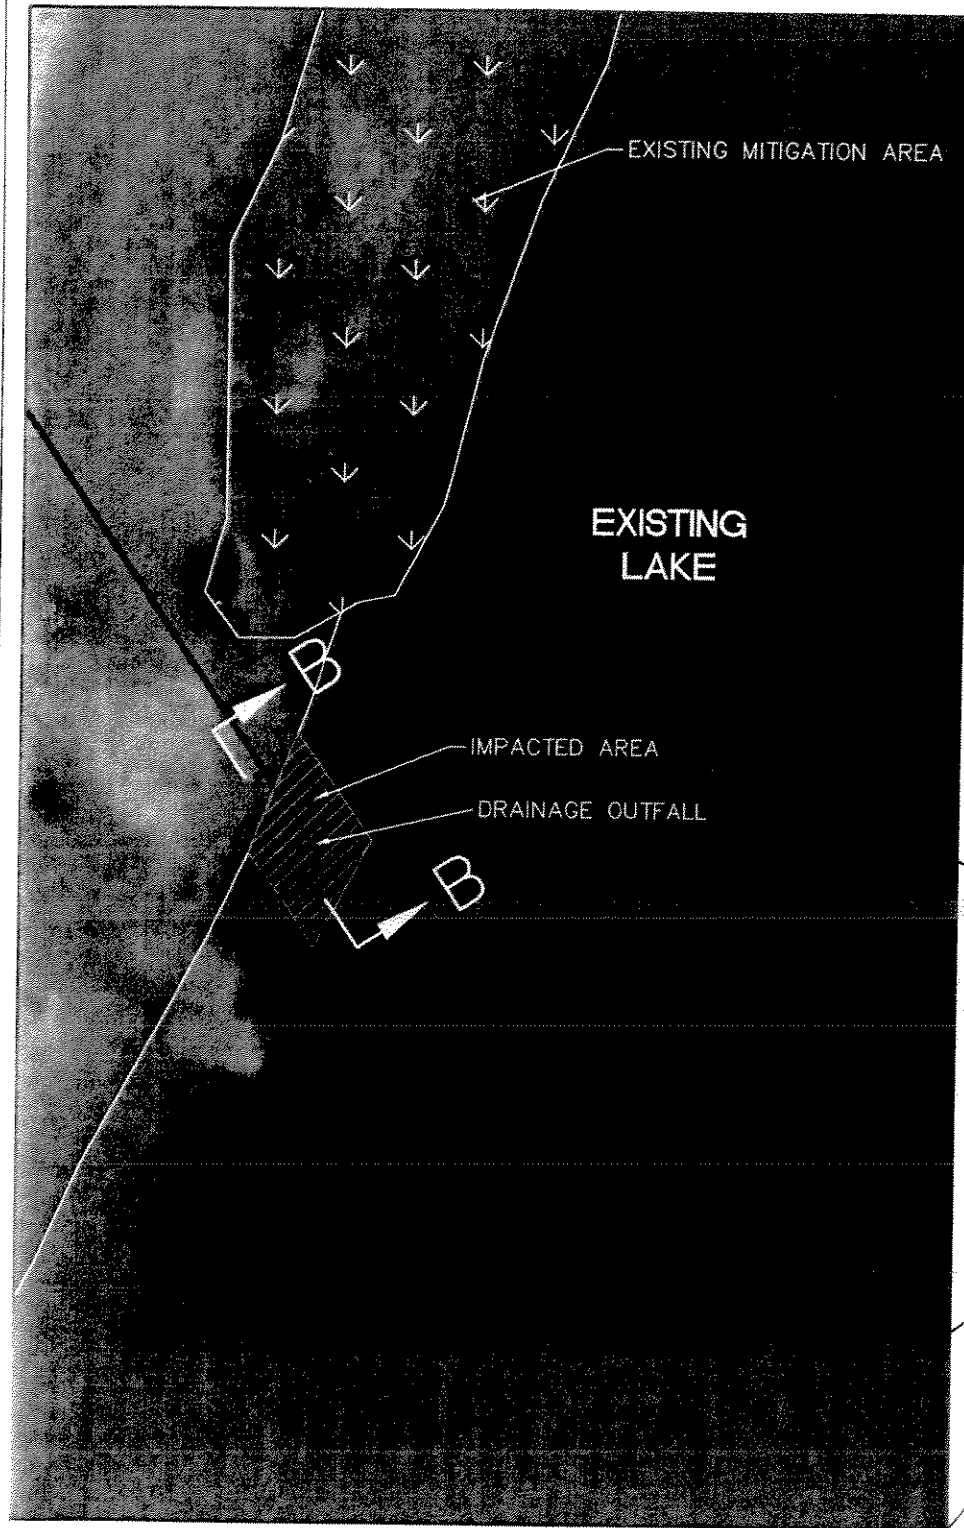 EXISTING MITIGATION AREA
EXISTING
LAKE
B
IMPACTED AREA
DRAINAGE OUTFALL
B